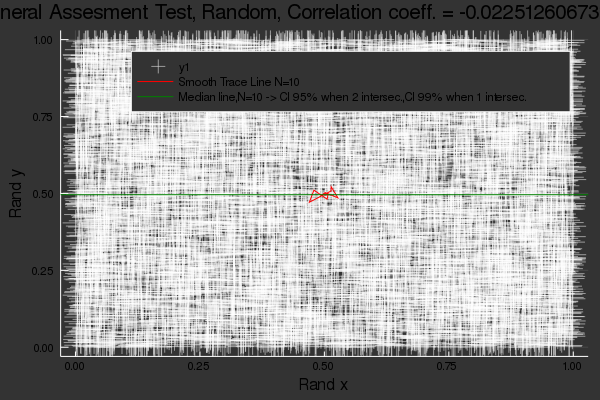 neral Assesment Test, Random, Correlation coeff. = -0.02251260673
1.00
y1
Smooth Trace Line N=10
Median line,N=10 -> CI 95% when 2 intersec.,CI 99% when 1 intersec.
0.75
Rand y
0.50
0.25
0.00
0.00 0.25 0.50 0.75 1.00
Rand x